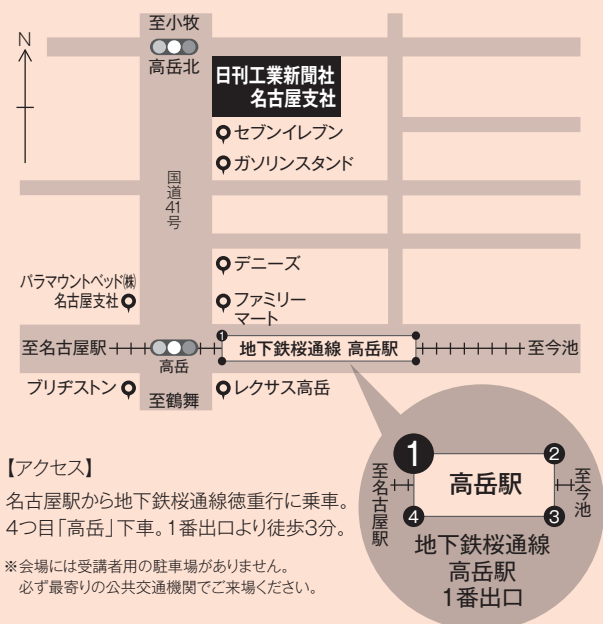 至小牧
N
高岳北
日刊工業新聞社
名古屋支社
セブンイレブン
ガソリンスタンド
国道41号
デニーズ
パラマウントベッド㈱
名古屋支社
ファミリー
マート
至名古屋駅
高岳
1
地下鉄桜通線 高岳駅
至今池
ブリヂストン
至鶴舞
レクサス高岳
【アクセス】
名古屋駅から地下鉄桜通線徳重行に乗車。
4つ目「高岳」下車。1番出口より徒歩3分。
※会場には受講者用の駐車場がありません。
必ず最寄りの公共交通機関でご来場ください。
1
2
至名古屋駅
高岳駅
至今池
4
3
地下鉄桜通線
高岳駅
1番出口